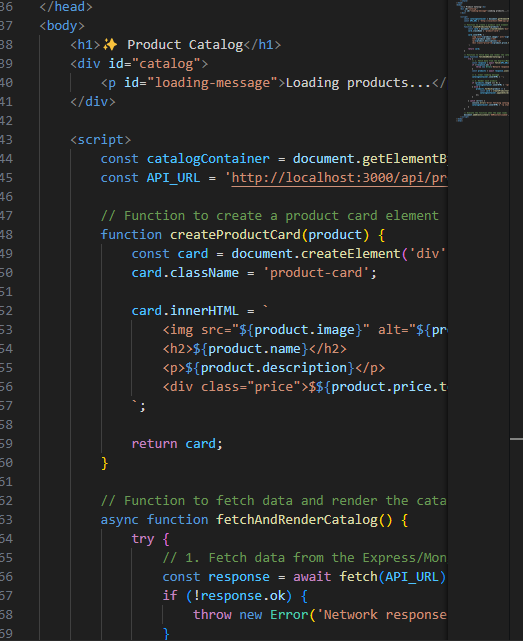 36 </head>
37 <body>
38 <h1>✨ Product Catalog</h1>
39 <div id="catalog">
40 <p id="loading-message">Loading products...</
41 </div>
42
43 <script>
44 const catalogContainer = document.getElementB
45 const API_URL = 'http://localhost:3000/api/pr
46
47 // Function to create a product card element
48 function createProductCard(product) {
49 const card = document.createElement('div'
50 card.className = 'product-card';
51
52 card.innerHTML = `
53 <img src="${product.image}" alt="${pr
54 <h2>${product.name}</h2>
55 <p>${product.description}</p>
56 <div class="price">$${product.price.t
57 `;
58
59 return card;
60 }
61
62 // Function to fetch data and render the cata
63 async function fetchAndRenderCatalog() {
64 try {
65 // 1. Fetch data from the Express/Mon
66 const response = await fetch(API_URL)
67 if (!response.ok) {
68 throw new Error('Network response
69 }